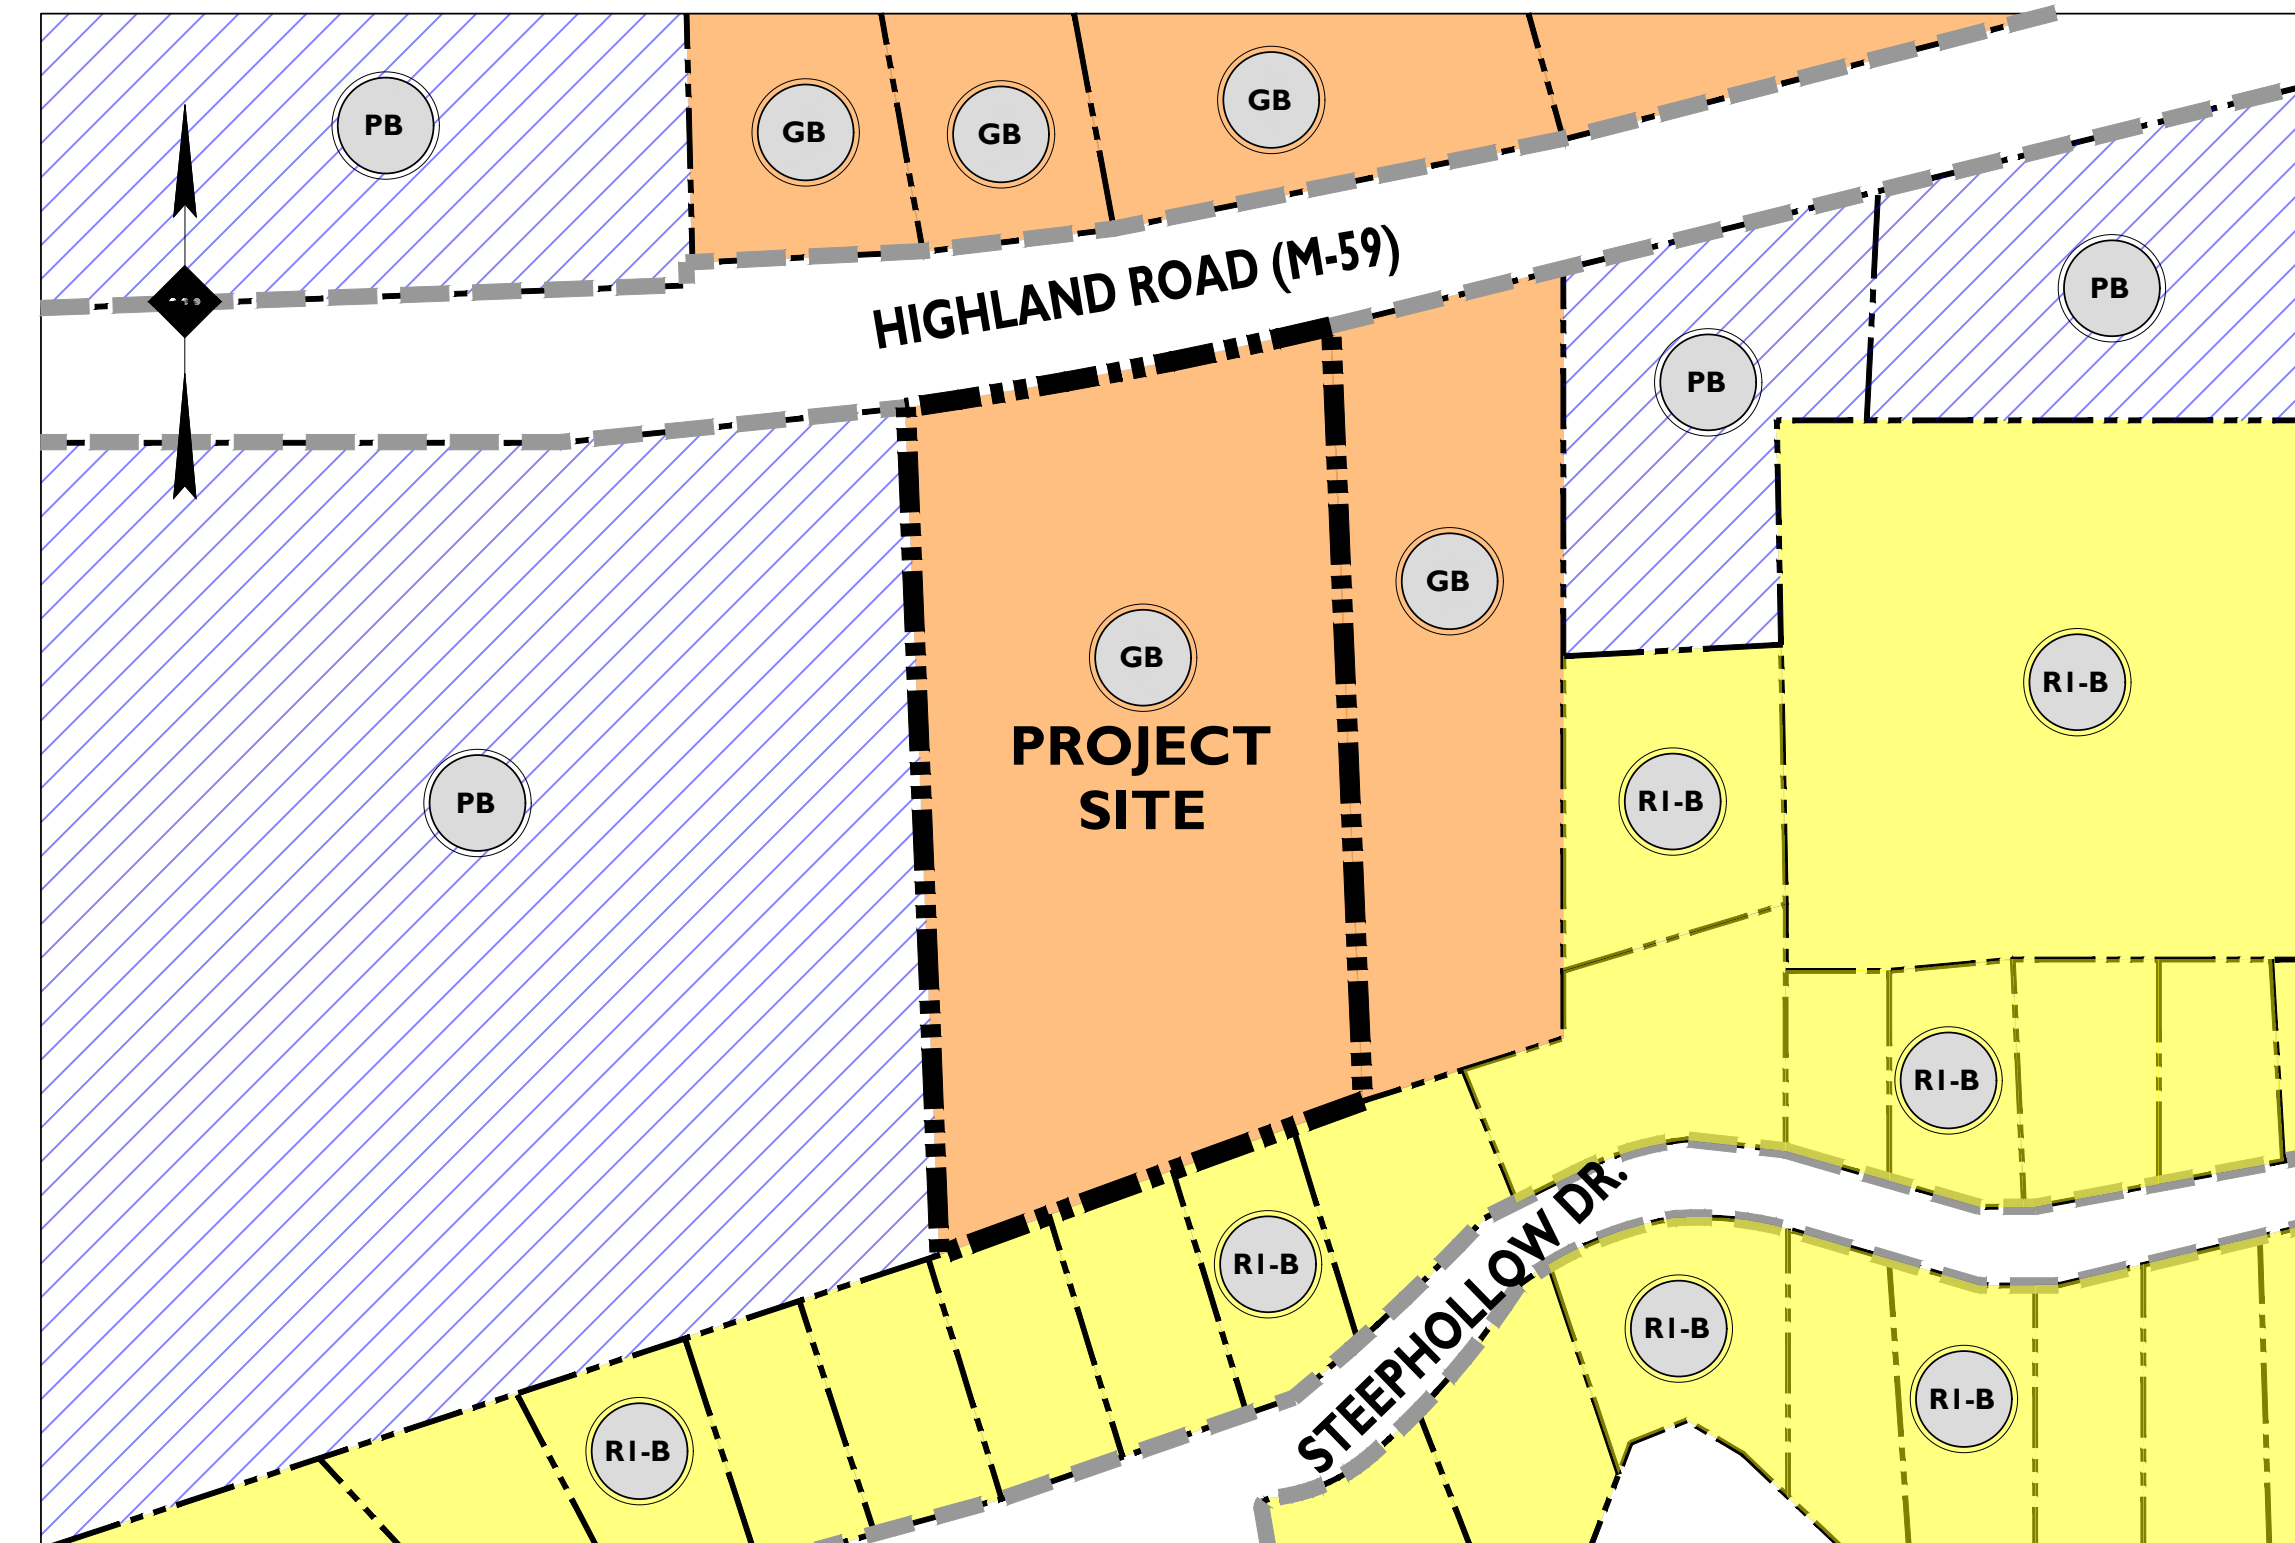 PB
GB
GB
GB
HIGHLAND ROAD (M-59)
PB
PB
GB
GB
PROJECT
SITE
PB
R1-B
R1-B
R1-B
R1-B
R1-B
R1-B
R1-B
STEEPHOLLOW DR.